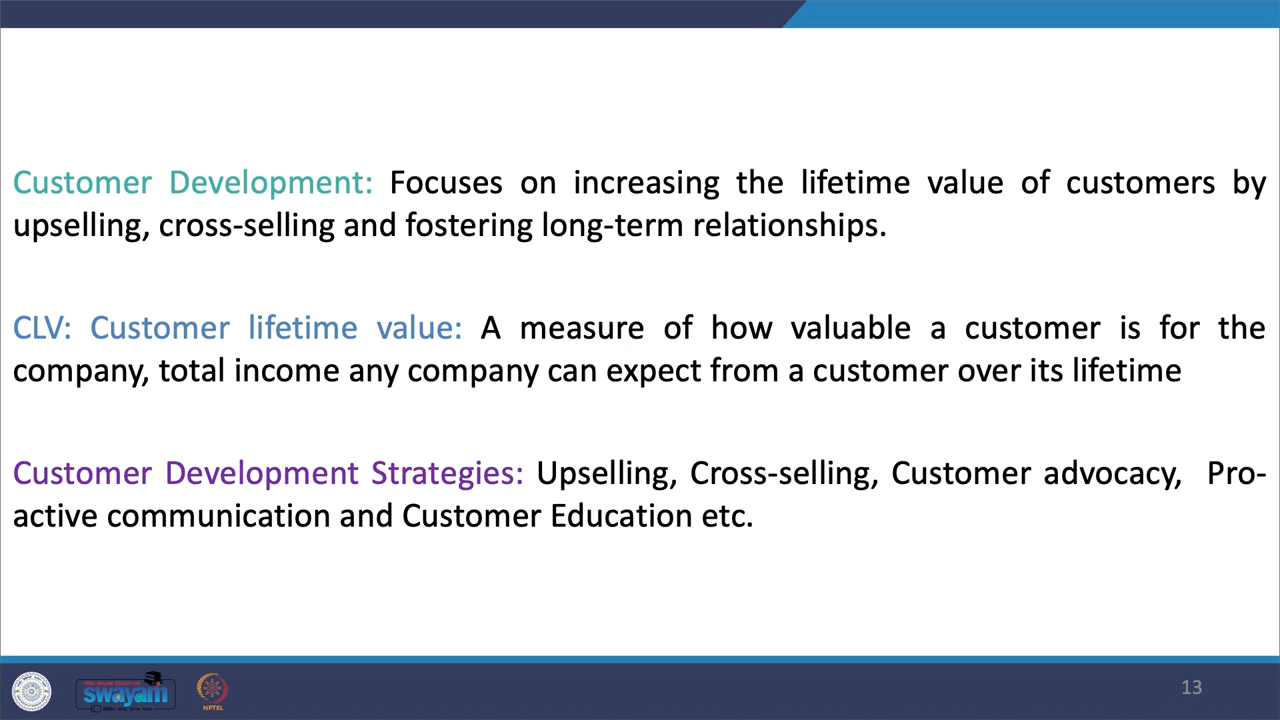 Customer Development: Focuses on increasing the lifetime value of customers by
upselling, cross-selling and fostering long-term relationships.
CLV: Customer lifetime value: A measure of how valuable a customer is for the
company, total income any company can expect from a customer over its lifetime
Customer Development Strategies: Upselling, Cross-selling, Customer advocacy, Pro-
active communication and Customer Education etc.
FREE ONLINE EDUCATION
swayam
NPTEL
13